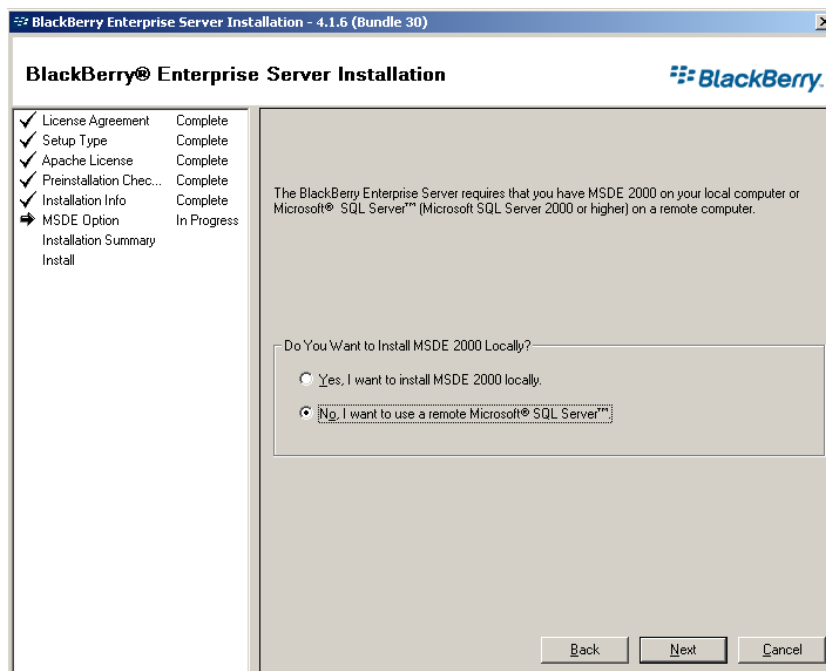 BlackBerry Enterprise Server Installation - 4.1.6 (Bundle 30)
BlackBerry® Enterprise Server Installation
BlackBerry.
License Agreement Complete
Setup Type Complete
Apache License Complete
Preinstallation Chec... Complete
Installation Info Complete
MSDE Option In Progress
Installation Summary
Install
The BlackBerry Enterprise Server requires that you have MSDE 2000 on your local computer or
Microsoft® SQL Server™ (Microsoft SQL Server 2000 or higher) on a remote computer.
Do You Want to Install MSDE 2000 Locally?
Yes, I want to install MSDE 2000 locally.
No, I want to use a remote Microsoft® SQL Server™.
Back Next Cancel